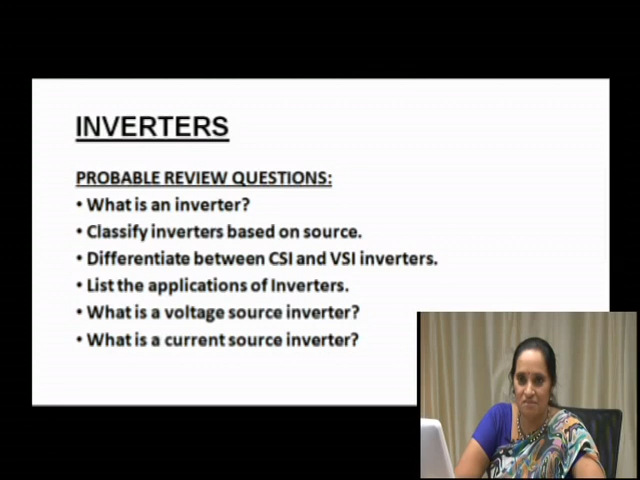 INVERTERS
PROBABLE REVIEW QUESTIONS:
• What is an inverter?
• Classify inverters based on source.
• Differentiate between CSI and VSI inverters.
• List the applications of Inverters.
• What is a voltage source inverter?
• What is a current source inverter?